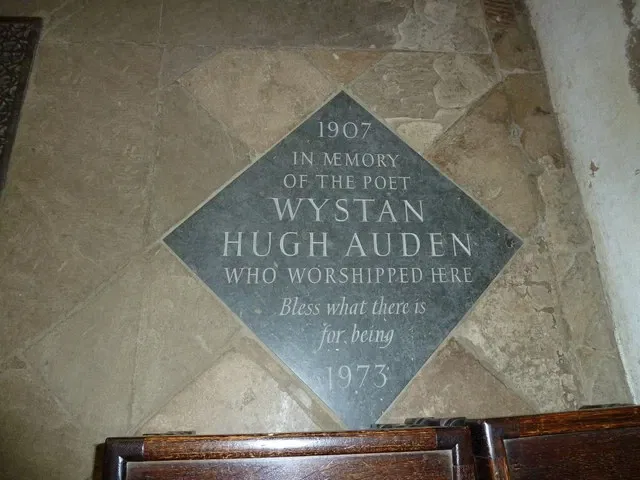 1907
IN MEMORY
OF THE POET
WYSTAN
HUGH AUDEN
WHO WORSHIPPED HERE
Bless what there is
for being
1973